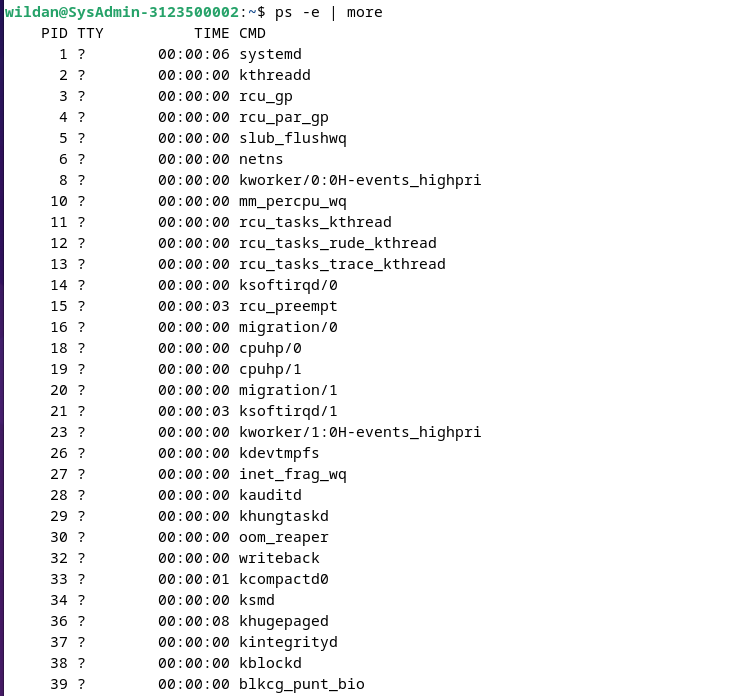 wildan@SysAdmin-3123500002:~$ ps -e | more
    PID TTY          TIME CMD
      1 ?        00:00:06 systemd
      2 ?        00:00:00 kthreadd
      3 ?        00:00:00 rcu_gp
      4 ?        00:00:00 rcu_par_gp
      5 ?        00:00:00 slub_flushwq
      6 ?        00:00:00 netns
      8 ?        00:00:00 kworker/0:0H-events_highpri
     10 ?        00:00:00 mm_percpu_wq
     11 ?        00:00:00 rcu_tasks_kthread
     12 ?        00:00:00 rcu_tasks_rude_kthread
     13 ?        00:00:00 rcu_tasks_trace_kthread
     14 ?        00:00:00 ksoftirqd/0
     15 ?        00:00:03 rcu_preempt
     16 ?        00:00:00 migration/0
     18 ?        00:00:00 cpuhp/0
     19 ?        00:00:00 cpuhp/1
     20 ?        00:00:00 migration/1
     21 ?        00:00:03 ksoftirqd/1
     23 ?        00:00:00 kworker/1:0H-events_highpri
     26 ?        00:00:00 kdevtmpfs
     27 ?        00:00:00 inet_frag_wq
     28 ?        00:00:00 kauditd
     29 ?        00:00:00 khungtaskd
     30 ?        00:00:00 oom_reaper
     32 ?        00:00:00 writeback
     33 ?        00:00:01 kcompactd0
     34 ?        00:00:00 ksmd
     36 ?        00:00:08 khugepaged
     37 ?        00:00:00 kintegrityd
     38 ?        00:00:00 kblockd
     39 ?        00:00:00 blkcg_punt_bio